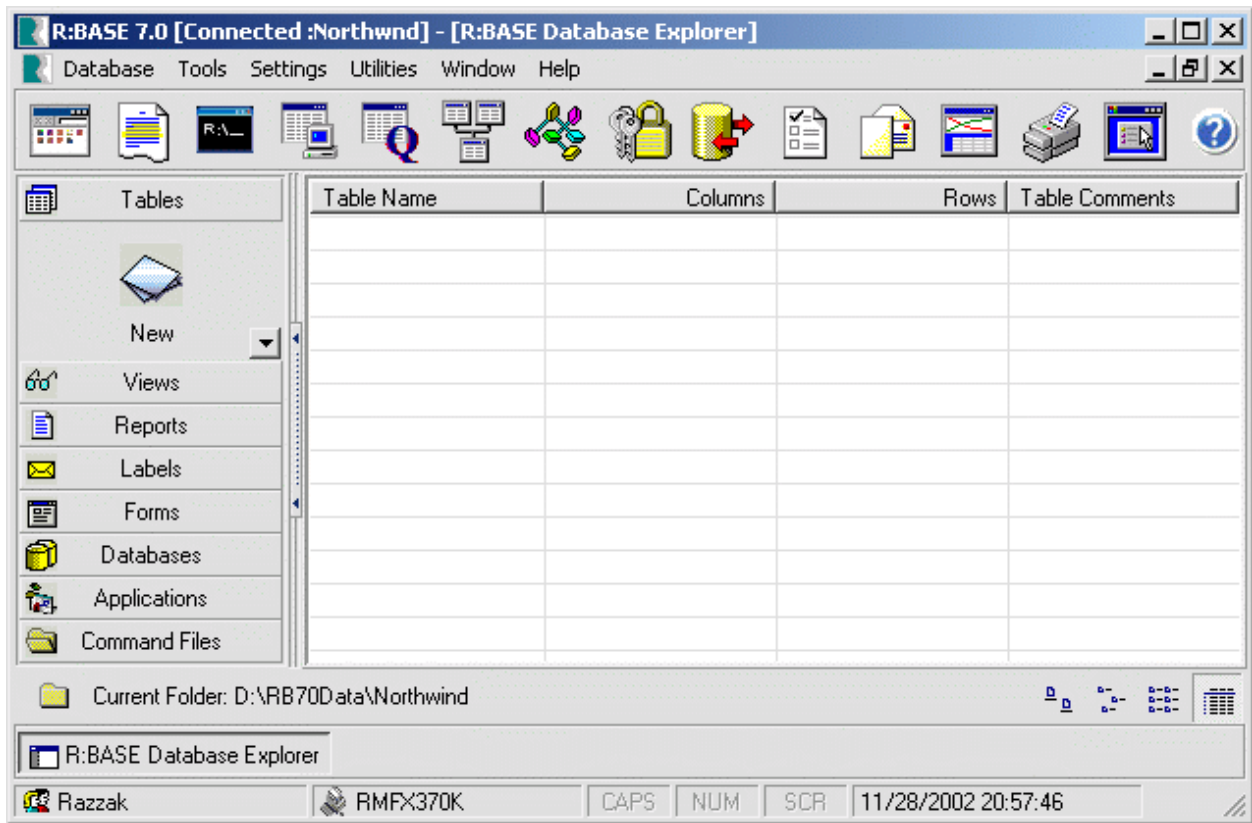 R:BASE 7.0 [Connected :Northwnd] - [R:BASE Database Explorer]
Database Tools Settings Utilities Window Help
R:\_
Q
Tables
Table Name Columns Rows Table Comments
New
Views
Reports
Labels
Forms
Databases
Applications
Command Files
Current Folder: D:\RB70Data\Northwind
R:BASE Database Explorer
Razzak RMFX370K CAPS NUM SCR 11/28/2002 20:57:46